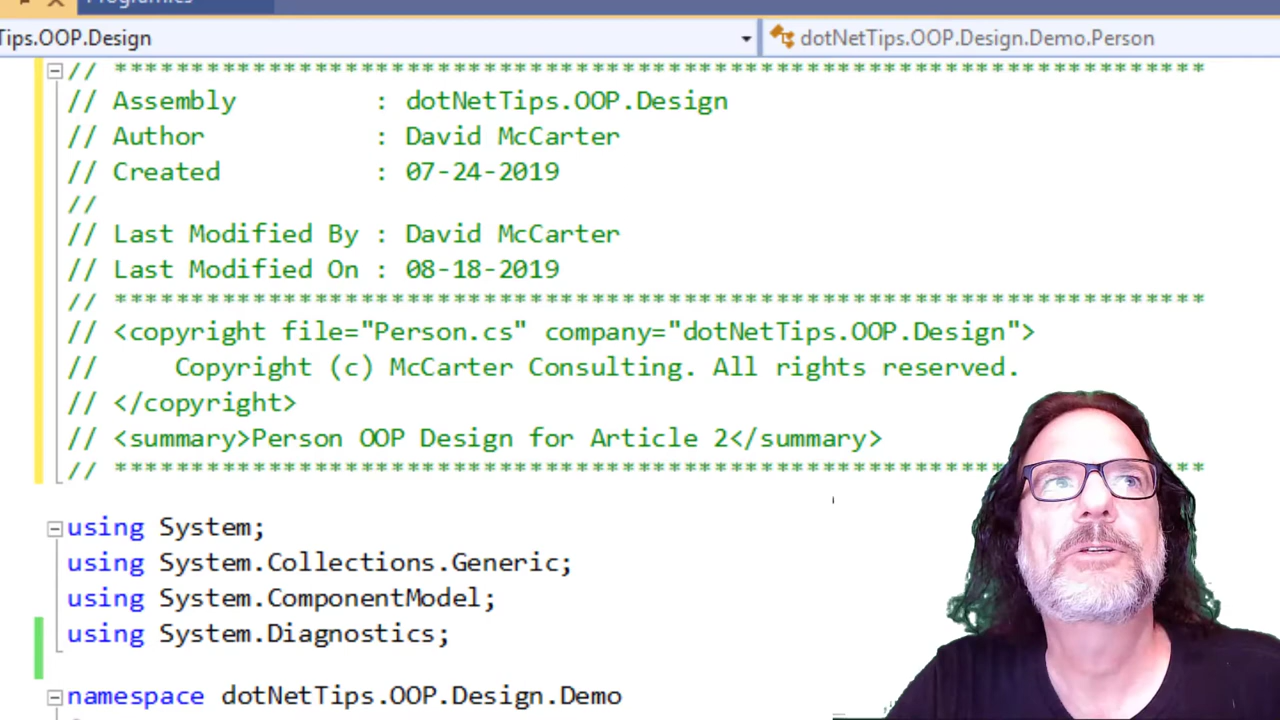 Tips.OOP.Design
dotNetTips.OOP.Design.Demo.Person
// ***********************************************************************
// Assembly         : dotNetTips.OOP.Design
// Author           : David McCarter
// Created          : 07-24-2019
//
// Last Modified By : David McCarter
// Last Modified On : 08-18-2019
// ***********************************************************************
// <copyright file="Person.cs" company="dotNetTips.OOP.Design">
//     Copyright (c) McCarter Consulting. All rights reserved.
// </copyright>
// <summary>Person OOP Design for Article 2</summary>
// ***********************************************************************
using System;
using System.Collections.Generic;
using System.ComponentModel;
using System.Diagnostics;
namespace dotNetTips.OOP.Design.Demo